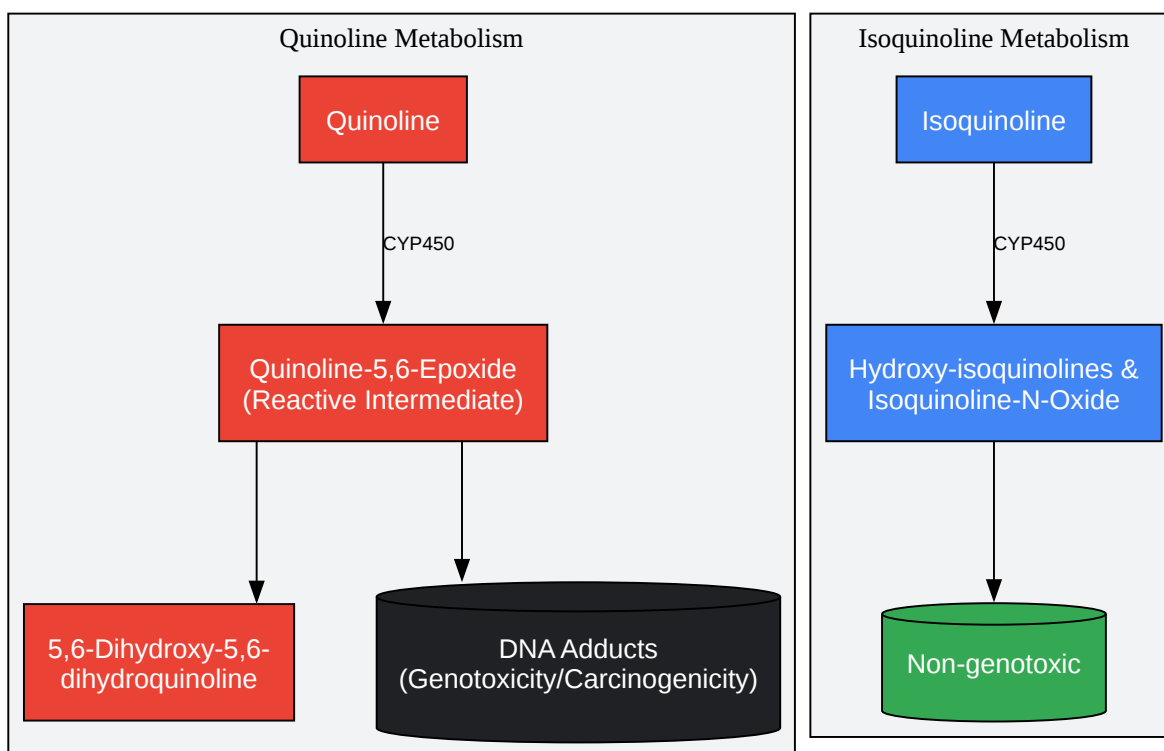 Quinoline Metabolism
Quinoline
CYP450
Quinoline-5,6-Epoxide
(Reactive Intermediate)
5,6-Dihydroxy-5,6-
dihydroquinoline
DNA Adducts
(Genotoxicity/Carcinogenicity)
Isoquinoline Metabolism
Isoquinoline
CYP450
Hydroxy-isoquinolines &
Isoquinoline-N-Oxide
Non-genotoxic